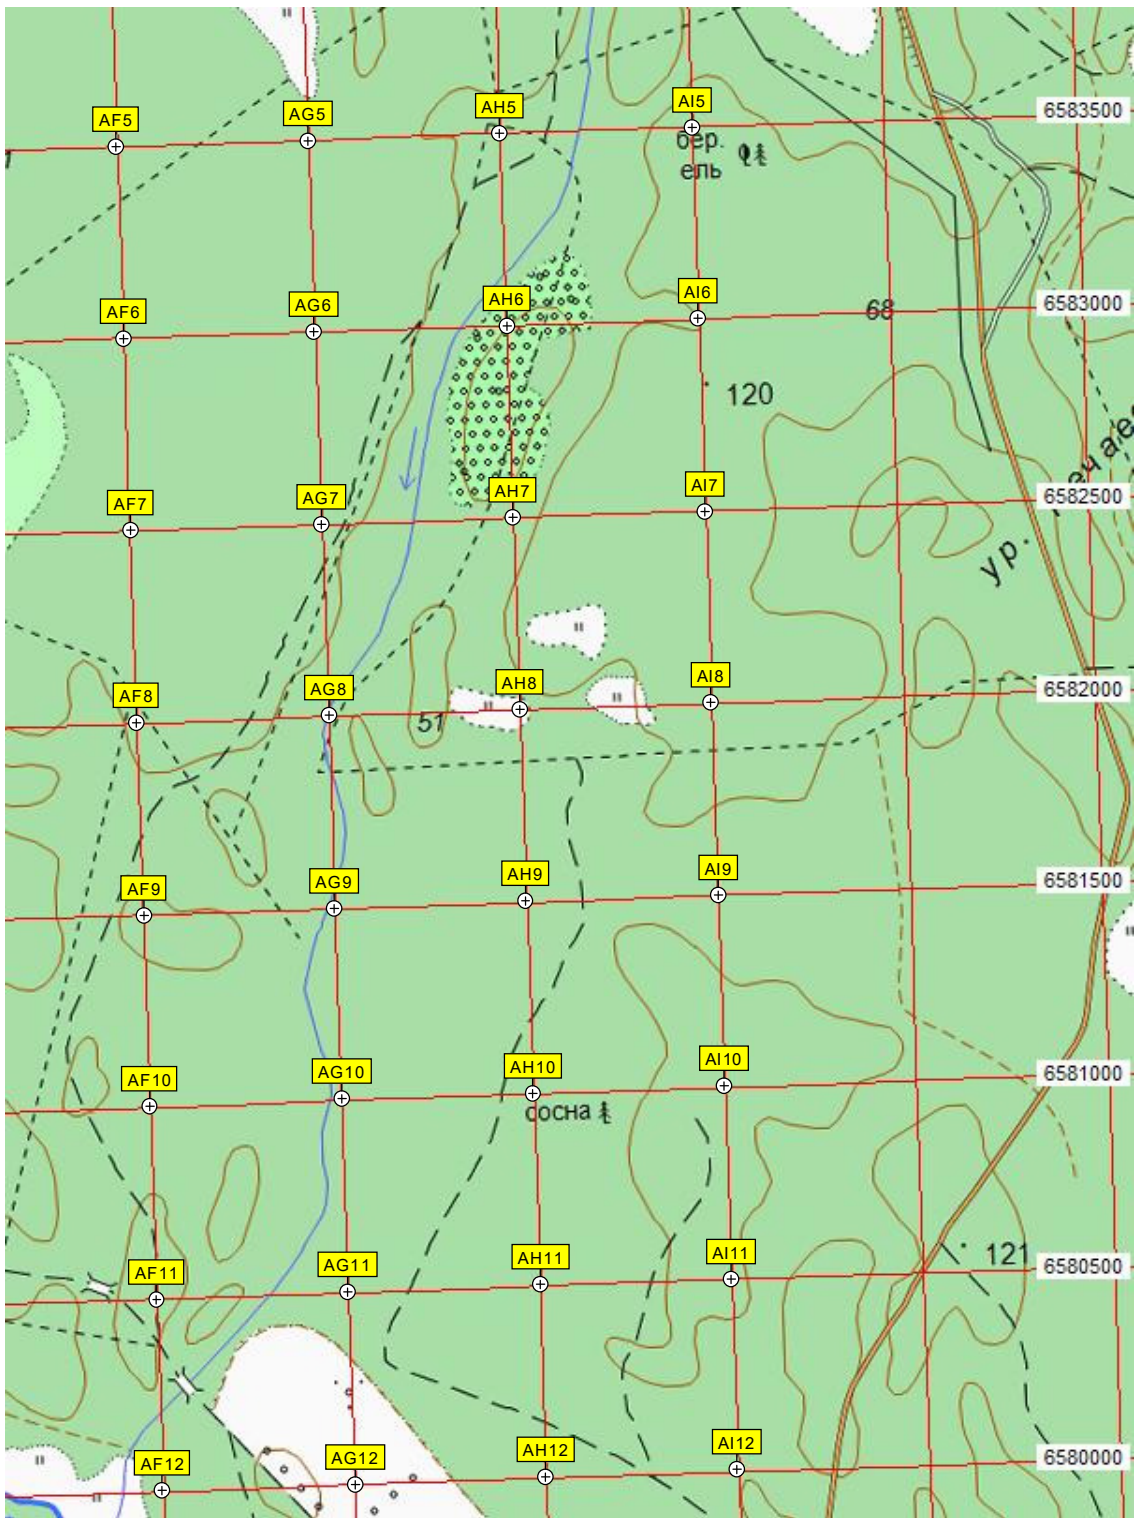 6583500
AF5 AG5 AH5 AI5
бер.
ель
6583000
AF6 AG6 AH6 AI6
68
120
6582500
AF7 AG7 AH7 AI7
ур.
6582000
AF8 AG8 AH8 AI8
51
6581500
AF9 AG9 AH9 AI9
6581000
AF10 AG10 AH10 AI10
сосна
6580500
AF11 AG11 AH11 AI11
121
6580000
AF12 AG12 AH12 AI12